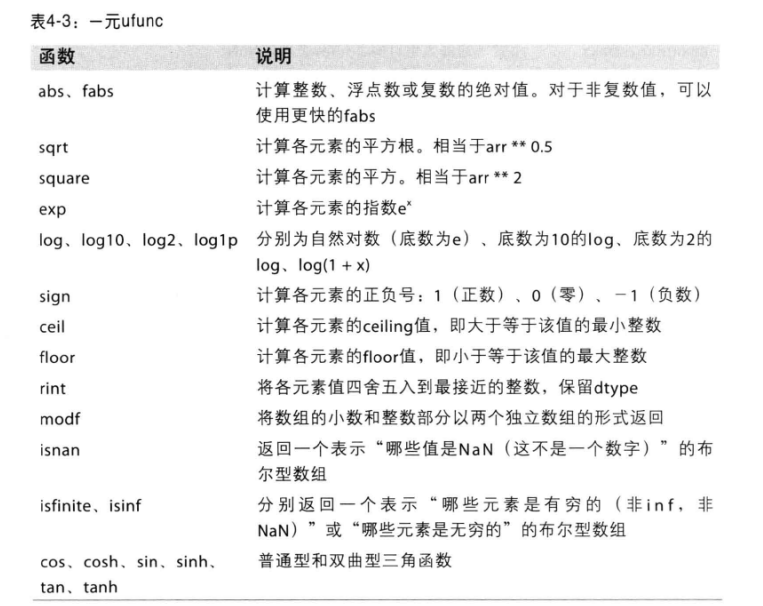 表4-3：一元ufunc
函数 说明
abs、fabs 计算整数、浮点数或复数的绝对值。对于非复数值，可以
使用更快的fabs
sqrt 计算各元素的平方根。相当于arr ** 0.5
square 计算各元素的平方。相当于arr ** 2
exp 计算各元素的指数eˣ
log、log10、log2、log1p 分别为自然对数（底数为e）、底数为10的log、底数为2的
log、log(1 + x)
sign 计算各元素的正负号：1（正数）、0（零）、－1（负数）
ceil 计算各元素的ceiling值，即大于等于该值的最小整数
floor 计算各元素的floor值，即小于等于该值的最大整数
rint 将各元素值四舍五入到最接近的整数，保留dtype
modf 将数组的小数和整数部分以两个独立数组的形式返回
isnan 返回一个表示“哪些值是NaN（这不是一个数字）”的布
尔型数组
isfinite、isinf 分别返回一个表示“哪些元素是有穷的（非inf，非
NaN）”或“哪些元素是无穷的”的布尔型数组
cos、cosh、sin、sinh、 普通型和双曲型三角函数
tan、tanh